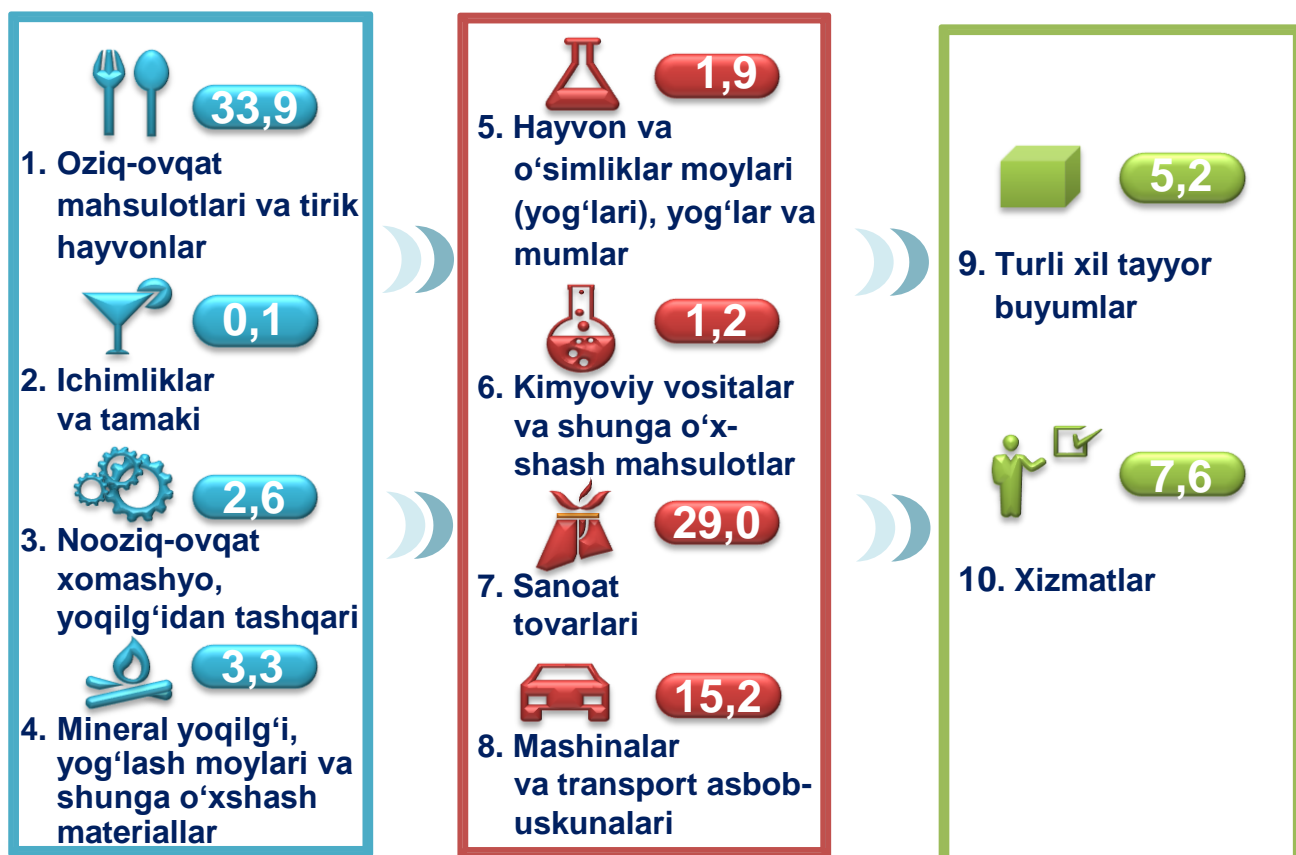 33,9
1. Oziq-ovqat
mahsulotlari va tirik
hayvonlar
0,1
2. Ichimliklar
va tamaki
2,6
3. Nooziq-ovqat
xomashyo,
yoqilg‘idan tashqari
3,3
4. Mineral yoqilg‘i,
yog‘lash moylari va
shunga o‘xshash
materiallar
1,9
5. Hayvon va
o‘simliklar moylari
(yog‘lari), yog‘lar va
mumlar
1,2
6. Kimyoviy vositalar
va shunga o‘x-
shash mahsulotlar
29,0
7. Sanoat
tovarlari
15,2
8. Mashinalar
va transport asbob-
uskunalari
5,2
9. Turli xil tayyor
buyumlar
7,6
10. Xizmatlar